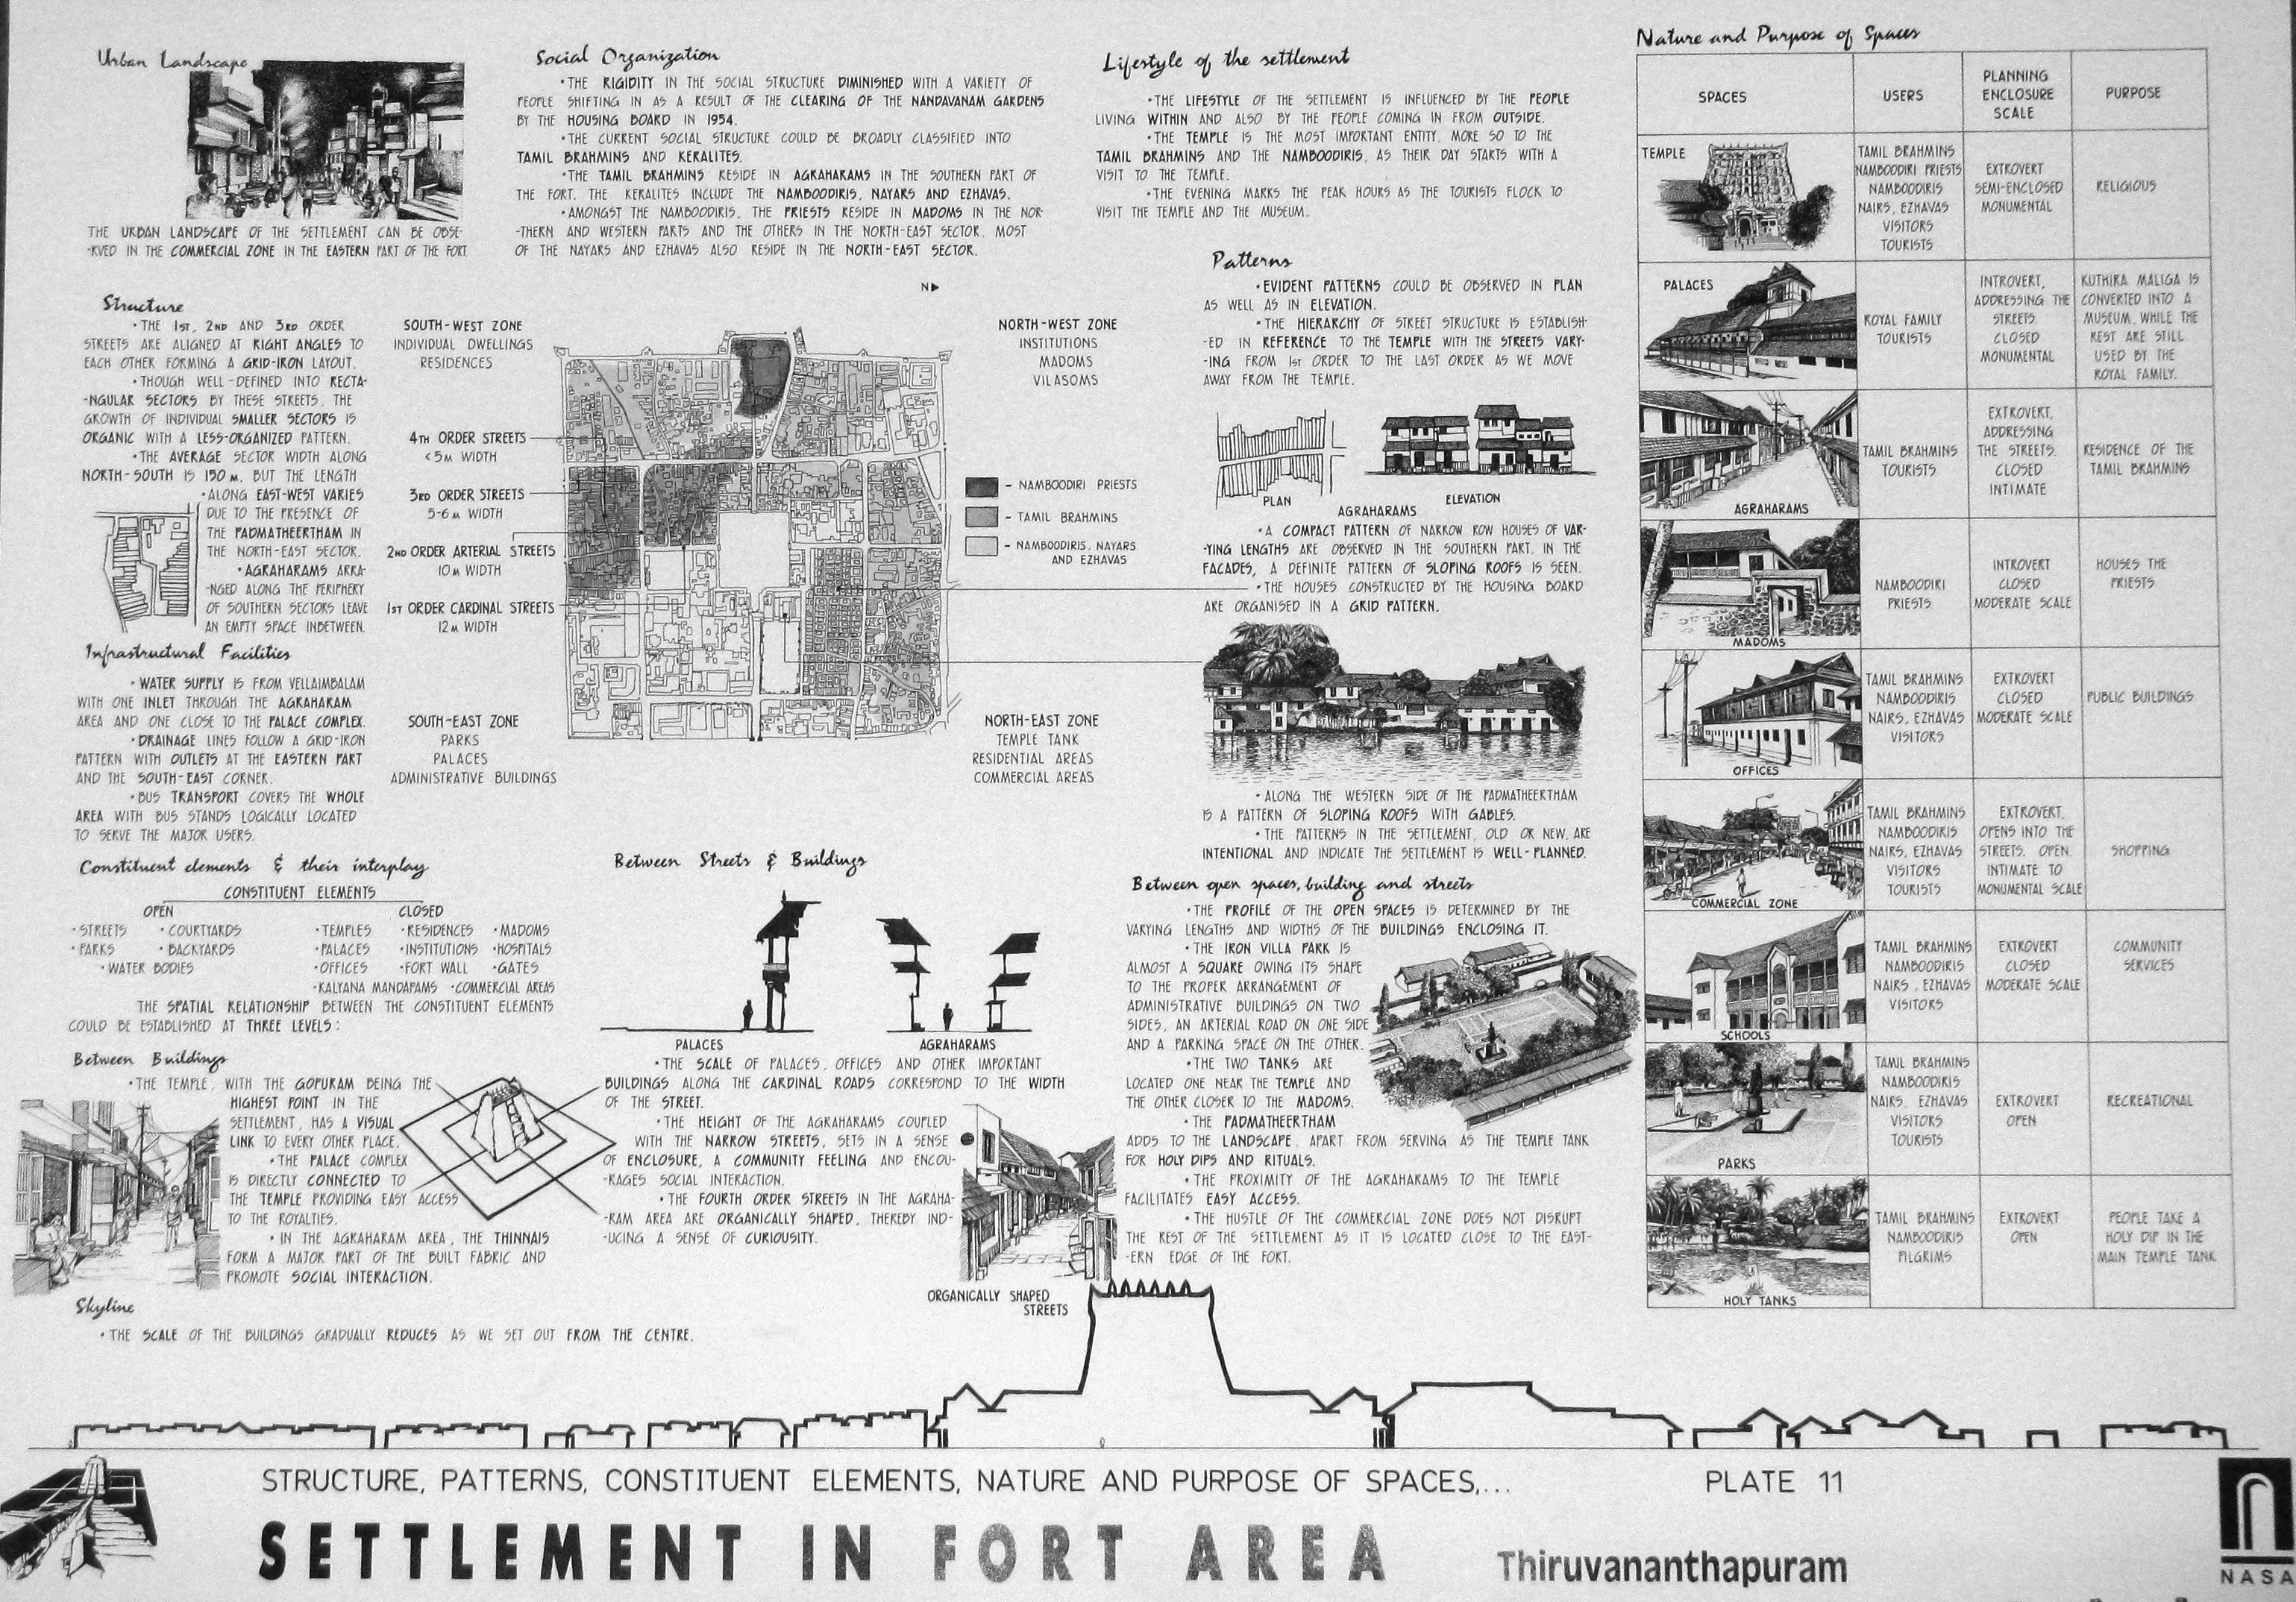 Urban Landscape
THE URBAN LANDSCAPE OF THE SETTLEMENT CAN BE OBSE-
-RVED IN THE COMMERCIAL ZONE IN THE EASTERN PART OF THE FORT
Social Organization
•THE RIGIDITY IN THE SOCIAL STRUCTURE DIMINISHED WITH A VARIETY OF
PEOPLE SHIFTING IN AS A RESULT OF THE CLEARING OF THE NANDAVANAM GARDENS
BY THE HOUSING BOARD IN 1954.
•THE CURRENT SOCIAL STRUCTURE COULD BE BROADLY CLASSIFIED INTO
TAMIL BRAHMINS AND KERALITES.
•THE TAMIL BRAHMINS RESIDE IN AGRAHARAMS IN THE SOUTHERN PART OF
THE FORT. THE KERALITES INCLUDE THE NAMBOODIRIS, NAYARS AND EZHAVAS.
•AMONGST THE NAMBOODIRIS, THE PRIESTS RESIDE IN MADOMS IN THE NOR-
-THERN AND WESTERN PARTS AND THE OTHERS IN THE NORTH-EAST SECTOR. MOST
OF THE NAYARS AND EZHAVAS ALSO RESIDE IN THE NORTH-EAST SECTOR.
Structure
•THE 1ST, 2ND AND 3RD ORDER
STREETS ARE ALIGNED AT RIGHT ANGLES TO
EACH OTHER FORMING A GRID-IRON LAYOUT.
•THOUGH WELL-DEFINED INTO RECTA-
-NGULAR SECTORS BY THESE STREETS, THE
GROWTH OF INDIVIDUAL SMALLER SECTORS IS
ORGANIC WITH A LESS-ORGANIZED PATTERN.
•THE AVERAGE SECTOR WIDTH ALONG
NORTH-SOUTH IS 150 M. BUT THE LENGTH
•ALONG EAST-WEST VARIES
DUE TO THE PRESENCE OF
THE PADMATHEERTHAM IN
THE NORTH-EAST SECTOR.
•AGRAHARAMS ARRA-
-NGED ALONG THE PERIPHERY
OF SOUTHERN SECTORS LEAVE
AN EMPTY SPACE INBETWEEN.
Infrastructural Facilities
•WATER SUPPLY IS FROM VELLAIMBALAM
WITH ONE INLET THROUGH THE AGRAHARAM
AREA AND ONE CLOSE TO THE PALACE COMPLEX.
•DRAINAGE LINES FOLLOW A GRID-IRON
PATTERN WITH OUTLETS AT THE EASTERN PART
AND THE SOUTH-EAST CORNER.
•BUS TRANSPORT COVERS THE WHOLE
AREA WITH BUS STANDS LOGICALLY LOCATED
TO SERVE THE MAJOR USERS.
N
SOUTH-WEST ZONE
INDIVIDUAL DWELLINGS
RESIDENCES
4TH ORDER STREETS
<5M WIDTH
3RD ORDER STREETS
5-6M WIDTH
2ND ORDER ARTERIAL STREETS
10M WIDTH
1ST ORDER CARDINAL STREETS
12M WIDTH
SOUTH-EAST ZONE
PARKS
PALACES
ADMINISTRATIVE BUILDINGS
NORTH-WEST ZONE
INSTITUTIONS
MADOMS
VILASOMS
- NAMBOODIRI PRIESTS
- TAMIL BRAHMINS
- NAMBOODIRIS, NAYARS
AND EZHAVAS
NORTH-EAST ZONE
TEMPLE TANK
RESIDENTIAL AREAS
COMMERCIAL AREAS
Constituent elements & their interplay
CONSTITUENT ELEMENTS
OPEN CLOSED
•STREETS •COURTYARDS •TEMPLES •RESIDENCES •MADOMS
•PARKS •BACKYARDS •PALACES •INSTITUTIONS •HOSPITALS
•WATER BODIES •OFFICES •FORT WALL •GATES
•KALYANA MANDAPAMS •COMMERCIAL AREAS
THE SPATIAL RELATIONSHIP BETWEEN THE CONSTITUENT ELEMENTS
COULD BE ESTABLISHED AT THREE LEVELS:
Between Buildings
•THE TEMPLE, WITH THE GOPURAM BEING THE
HIGHEST POINT IN THE
SETTLEMENT, HAS A VISUAL
LINK TO EVERY OTHER PLACE.
•THE PALACE COMPLEX
IS DIRECTLY CONNECTED TO
THE TEMPLE PROVIDING EASY ACCESS
TO THE ROYALTIES.
•IN THE AGRAHARAM AREA, THE THINNAIS
FORM A MAJOR PART OF THE BUILT FABRIC AND
PROMOTE SOCIAL INTERACTION.
Skyline
•THE SCALE OF THE BUILDINGS GRADUALLY REDUCES AS WE SET OUT FROM THE CENTRE.
Between Streets & Buildings
PALACES AGRAHARAMS
•THE SCALE OF PALACES, OFFICES AND OTHER IMPORTANT
BUILDINGS ALONG THE CARDINAL ROADS CORRESPOND TO THE WIDTH
OF THE STREET.
•THE HEIGHT OF THE AGRAHARAMS COUPLED
WITH THE NARROW STREETS, SETS IN A SENSE
OF ENCLOSURE, A COMMUNITY FEELING AND ENCOU-
-RAGES SOCIAL INTERACTION.
•THE FOURTH ORDER STREETS IN THE AGRAHA-
-RAM AREA ARE ORGANICALLY SHAPED, THEREBY IND-
-UCING A SENSE OF CURIOUSITY.
ORGANICALLY SHAPED
STREETS
Lifestyle of the settlement
•THE LIFESTYLE OF THE SETTLEMENT IS INFLUENCED BY THE PEOPLE
LIVING WITHIN AND ALSO BY THE PEOPLE COMING IN FROM OUTSIDE.
•THE TEMPLE IS THE MOST IMPORTANT ENTITY, MORE SO TO THE
TAMIL BRAHMINS AND THE NAMBOODIRIS, AS THEIR DAY STARTS WITH A
VISIT TO THE TEMPLE.
•THE EVENING MARKS THE PEAK HOURS AS THE TOURISTS FLOCK TO
VISIT THE TEMPLE AND THE MUSEUM.
Patterns
•EVIDENT PATTERNS COULD BE OBSERVED IN PLAN
AS WELL AS IN ELEVATION.
•THE HIERARCHY OF STREET STRUCTURE IS ESTABLISH-
-ED IN REFERENCE TO THE TEMPLE WITH THE STREETS VARY-
-ING FROM 1ST ORDER TO THE LAST ORDER AS WE MOVE
AWAY FROM THE TEMPLE.
PLAN ELEVATION
AGRAHARAMS
•A COMPACT PATTERN OF NARROW ROW HOUSES OF VAR-
-YING LENGTHS ARE OBSERVED IN THE SOUTHERN PART. IN THE
FACADES, A DEFINITE PATTERN OF SLOPING ROOFS IS SEEN.
•THE HOUSES CONSTRUCTED BY THE HOUSING BOARD
ARE ORGANISED IN A GRID PATTERN.
•ALONG THE WESTERN SIDE OF THE PADMATHEERTHAM
IS A PATTERN OF SLOPING ROOFS WITH GABLES.
•THE PATTERNS IN THE SETTLEMENT, OLD OR NEW, ARE
INTENTIONAL AND INDICATE THE SETTLEMENT IS WELL-PLANNED.
Between open spaces, building and streets
•THE PROFILE OF THE OPEN SPACES IS DETERMINED BY THE
VARYING LENGTHS AND WIDTHS OF THE BUILDINGS ENCLOSING IT.
•THE IRON VILLA PARK IS
ALMOST A SQUARE OWING ITS SHAPE
TO THE PROPER ARRANGEMENT OF
ADMINISTRATIVE BUILDINGS ON TWO
SIDES, AN ARTERIAL ROAD ON ONE SIDE
AND A PARKING SPACE ON THE OTHER.
•THE TWO TANKS ARE
LOCATED ONE NEAR THE TEMPLE AND
THE OTHER CLOSER TO THE MADOMS.
•THE PADMATHEERTHAM
ADDS TO THE LANDSCAPE, APART FROM SERVING AS THE TEMPLE TANK
FOR HOLY DIPS AND RITUALS.
•THE PROXIMITY OF THE AGRAHARAMS TO THE TEMPLE
FACILITATES EASY ACCESS.
•THE HUSTLE OF THE COMMERCIAL ZONE DOES NOT DISRUPT
THE REST OF THE SETTLEMENT AS IT IS LOCATED CLOSE TO THE EAST-
-ERN EDGE OF THE FORT.
Nature and Purpose of Spaces
SPACES
USERS
PLANNING
ENCLOSURE
SCALE
PURPOSE
TEMPLE
TAMIL BRAHMINS
NAMBOODIRI PRIESTS
NAMBOODIRIS
NAIRS, EZHAVAS
VISITORS
TOURISTS
EXTROVERT
SEMI-ENCLOSED
MONUMENTAL
RELIGIOUS
PALACES
ROYAL FAMILY
TOURISTS
INTROVERT,
ADDRESSING THE
STREETS.
CLOSED
MONUMENTAL
KUTHIRA MALIGA IS
CONVERTED INTO A
MUSEUM, WHILE THE
REST ARE STILL
USED BY THE
ROYAL FAMILY.
AGRAHARAMS
TAMIL BRAHMINS
TOURISTS
EXTROVERT,
ADDRESSING
THE STREETS.
CLOSED
INTIMATE
RESIDENCE OF THE
TAMIL BRAHMINS
MADOMS
NAMBOODIRI
PRIESTS
INTROVERT
CLOSED
MODERATE SCALE
HOUSES THE
PRIESTS
OFFICES
TAMIL BRAHMINS
NAMBOODIRIS
NAIRS, EZHAVAS
VISITORS
EXTROVERT
CLOSED
MODERATE SCALE
PUBLIC BUILDINGS
COMMERCIAL ZONE
TAMIL BRAHMINS
NAMBOODIRIS
NAIRS, EZHAVAS
VISITORS
TOURISTS
EXTROVERT,
OPENS INTO THE
STREETS. OPEN
INTIMATE TO
MONUMENTAL SCALE
SHOPPING
SCHOOLS
TAMIL BRAHMINS
NAMBOODIRIS
NAIRS, EZHAVAS
VISITORS
EXTROVERT
CLOSED
MODERATE SCALE
COMMUNITY
SERVICES
PARKS
TAMIL BRAHMINS
NAMBOODIRIS
NAIRS, EZHAVAS
VISITORS
TOURISTS
EXTROVERT
OPEN
RECREATIONAL
HOLY TANKS
TAMIL BRAHMINS
NAMBOODIRIS
PILGRIMS
EXTROVERT
OPEN
PEOPLE TAKE A
HOLY DIP IN THE
MAIN TEMPLE TANK
STRUCTURE, PATTERNS, CONSTITUENT ELEMENTS, NATURE AND PURPOSE OF SPACES,...
PLATE 11
SETTLEMENT IN FORT AREA
Thiruvananthapuram
NASA